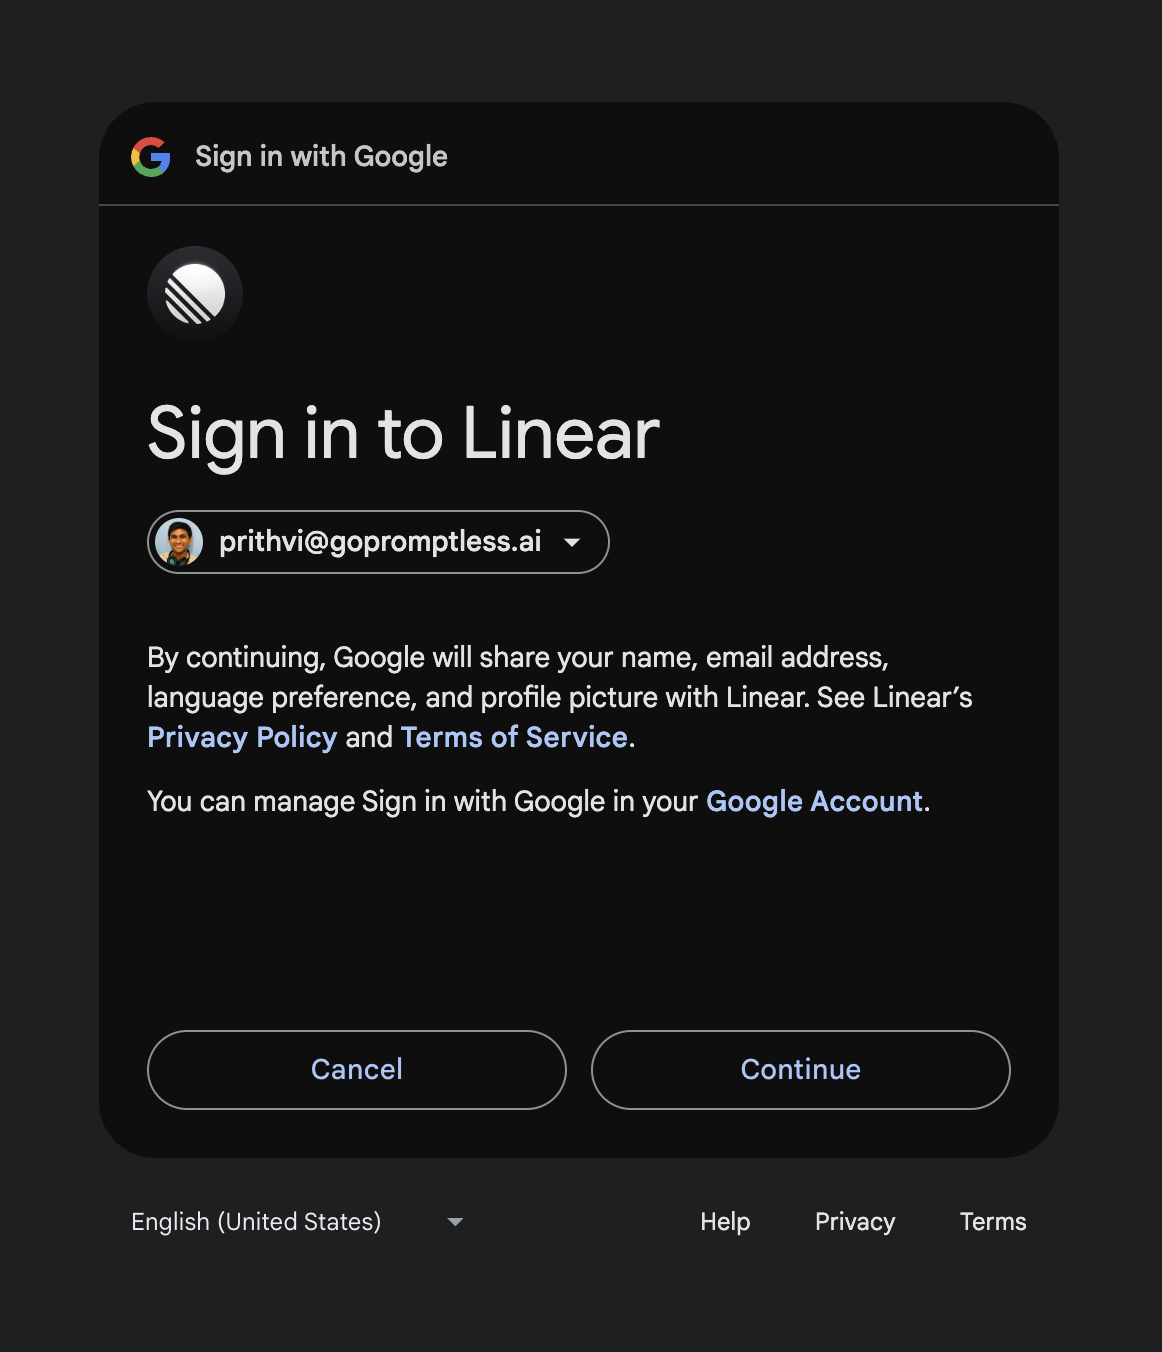 Sign in with Google
Sign in to Linear
prithvi@gopromptless.ai
By continuing, Google will share your name, email address,
language preference, and profile picture with Linear. See Linear’s
Privacy Policy and Terms of Service.
You can manage Sign in with Google in your Google Account.
Cancel
Continue
English (United States)
Help
Privacy
Terms